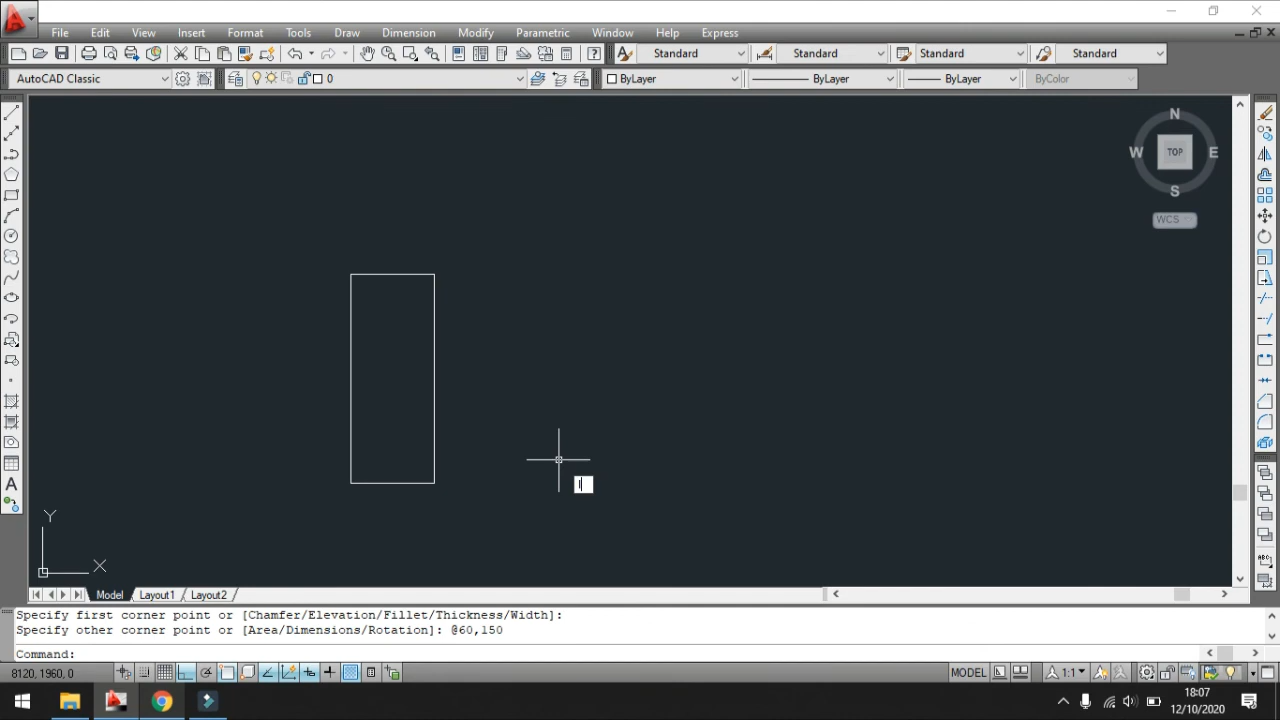 File Edit View Insert Format Tools Draw Dimension Modify Parametric Window Help Express
Standard Standard Standard Standard
AutoCAD Classic 0 ByLayer ByLayer ByLayer ByColor
N
W TOP E
S
WCS
Y
X
Model Layout1 Layout2
Specify first corner point or [Chamfer/Elevation/Fillet/Thickness/Width]:
Specify other corner point or [Area/Dimensions/Rotation]: @60,150
Command:
8120, 1960, 0 MODEL 1:1
18:07
12/10/2020